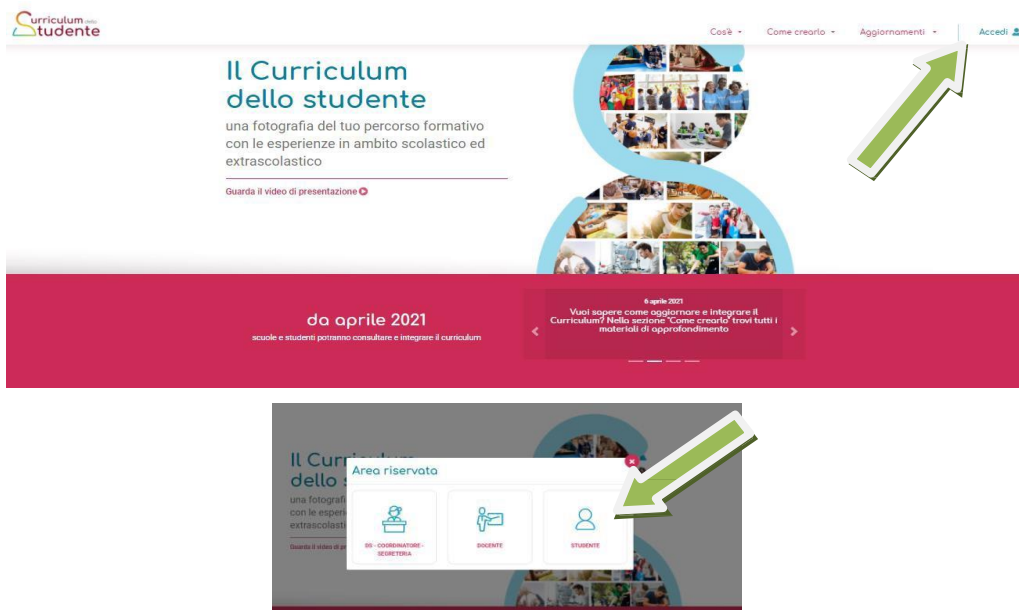 Curriculum dello
Studente
Cos'è
Come crearlo
Aggiornamenti
Accedi
Il Curriculum
dello studente
una fotografia del tuo percorso formativo
con le esperienze in ambito scolastico ed
extrascolastico
Guarda il video di presentazione
da aprile 2021
scuole e studenti potranno consultare e integrare il curriculum
6 aprile 2021
Vuoi sapere come aggiornare e integrare il
Curriculum? Nella sezione "Come crearlo" trovi tutti i
materiali di approfondimento
Il Curriculum
dello
una fotografi
con le esperi
extrascolasti
Guarda il video di pr
Area riservata
DS - COORDINATORE -
SEGRETERIA
DOCENTE
STUDENTE